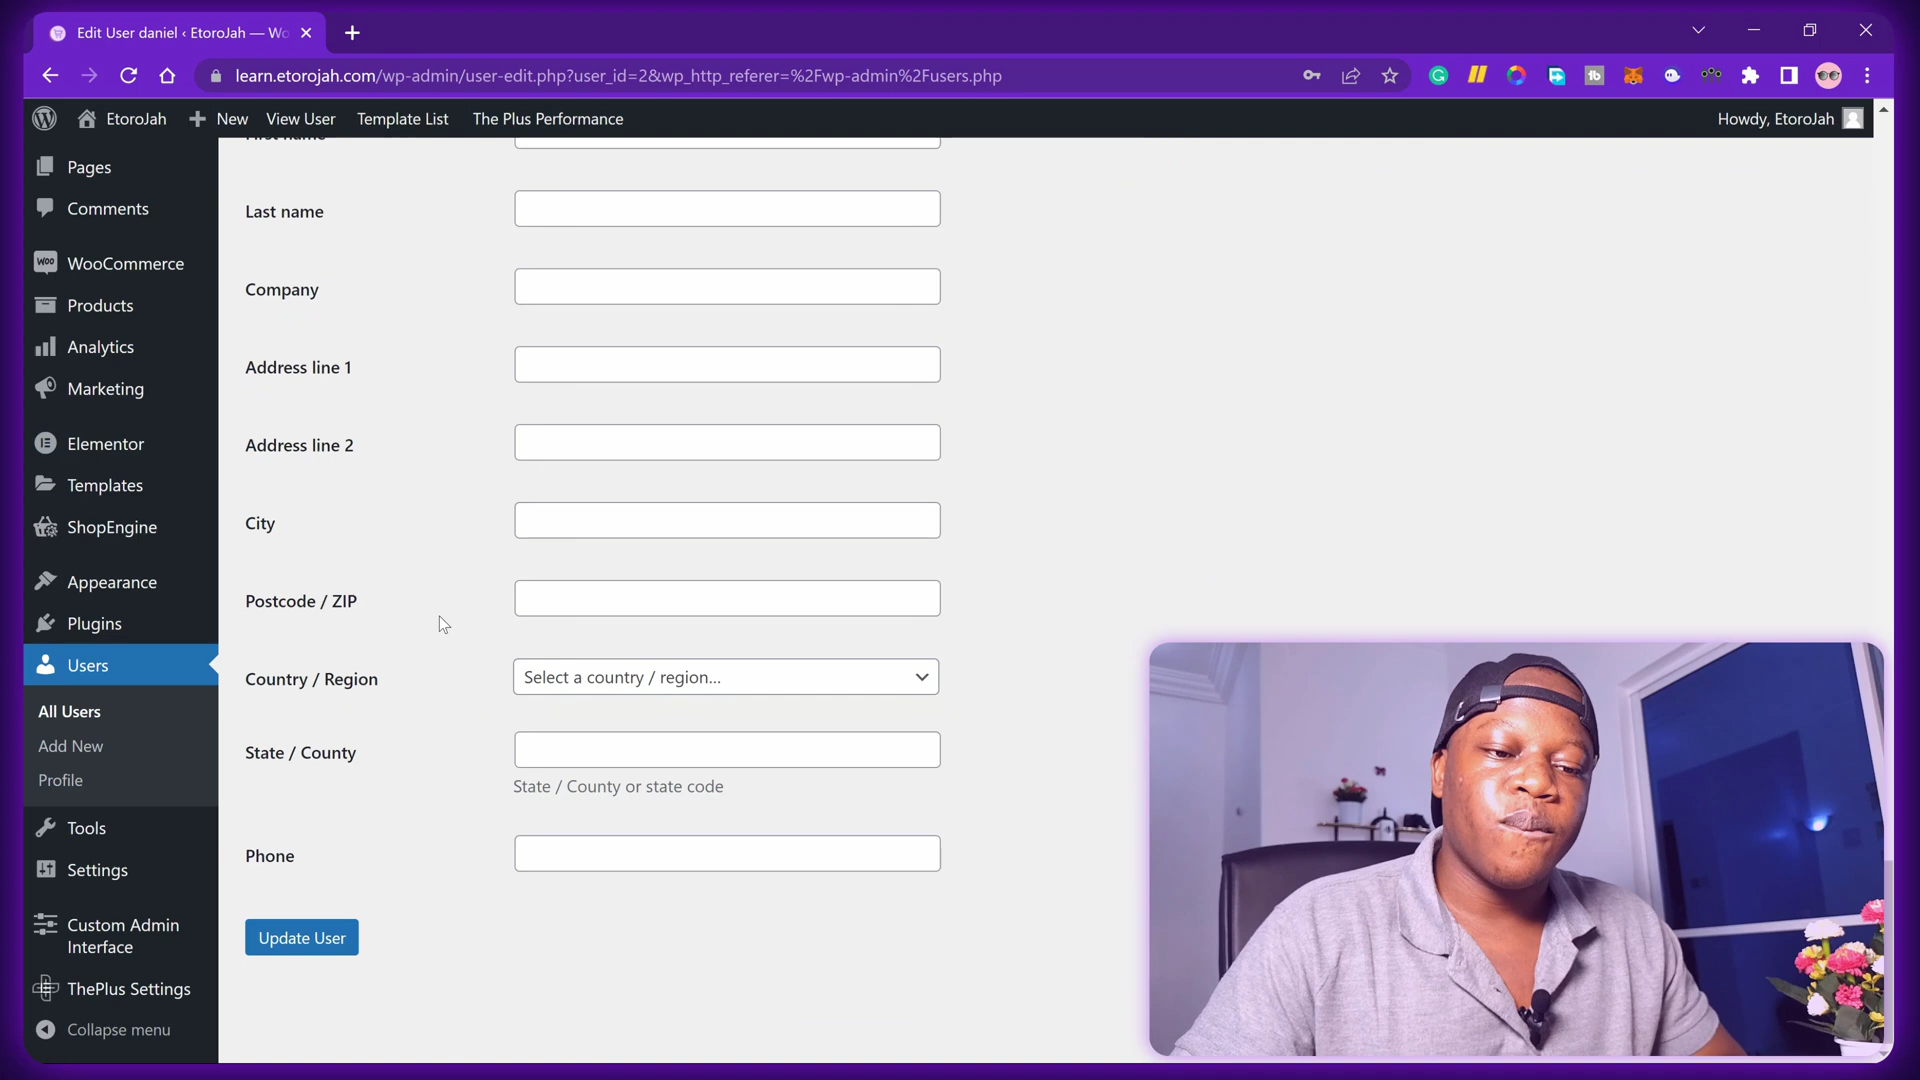 Edit User daniel ‹ EtoroJah — Wo
learn.etorojah.com/wp-admin/user-edit.php?user_id=2&wp_http_referer=%2Fwp-admin%2Fusers.php
EtoroJah
New
View User
Template List
The Plus Performance
Howdy, EtoroJah
Pages
Comments
WooCommerce
Products
Analytics
Marketing
Elementor
Templates
ShopEngine
Appearance
Plugins
Users
All Users
Add New
Profile
Tools
Settings
Custom Admin
Interface
ThePlus Settings
Collapse menu
First name
Last name
Company
Address line 1
Address line 2
City
Postcode / ZIP
Country / Region
Select a country / region...
State / County
State / County or state code
Phone
Update User